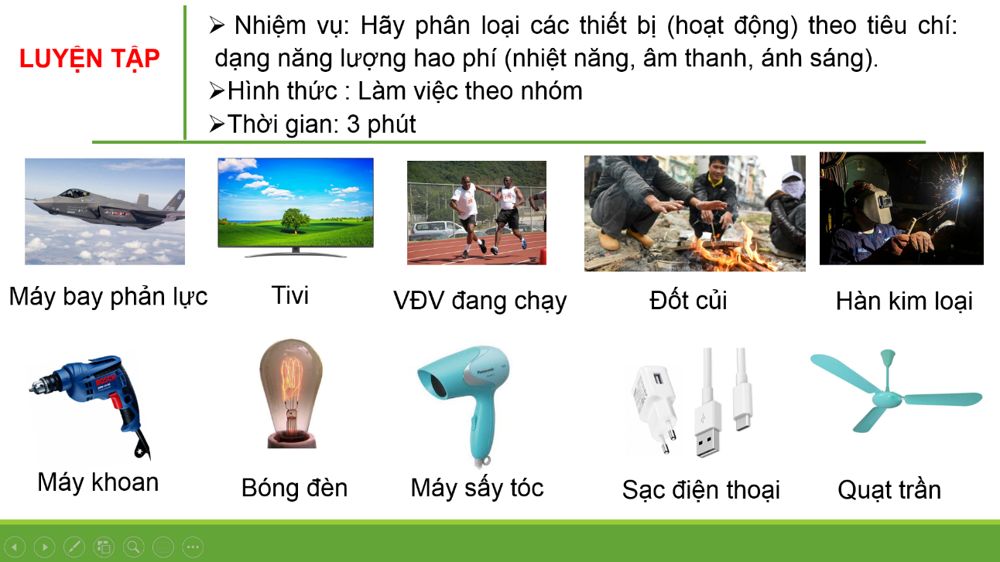 LUYỆN TẬP
➢ Nhiệm vụ: Hãy phân loại các thiết bị (hoạt động) theo tiêu chí:
dạng năng lượng hao phí (nhiệt năng, âm thanh, ánh sáng).
➢Hình thức : Làm việc theo nhóm
➢Thời gian: 3 phút
Máy bay phản lực
Tivi
VĐV đang chạy
Đốt củi
Hàn kim loại
BOSCH
Panasonic
Máy khoan
Bóng đèn
Máy sấy tóc
Sạc điện thoại
Quạt trần